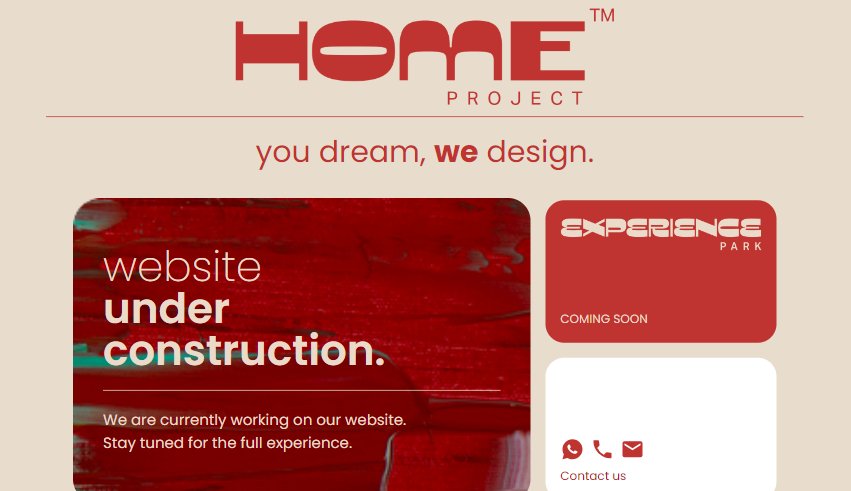 HOME™
PROJECT
you dream, we design.
website
under
construction.
We are currently working on our website.
Stay tuned for the full experience.
EXPERIENCE
PARK
COMING SOON
Contact us